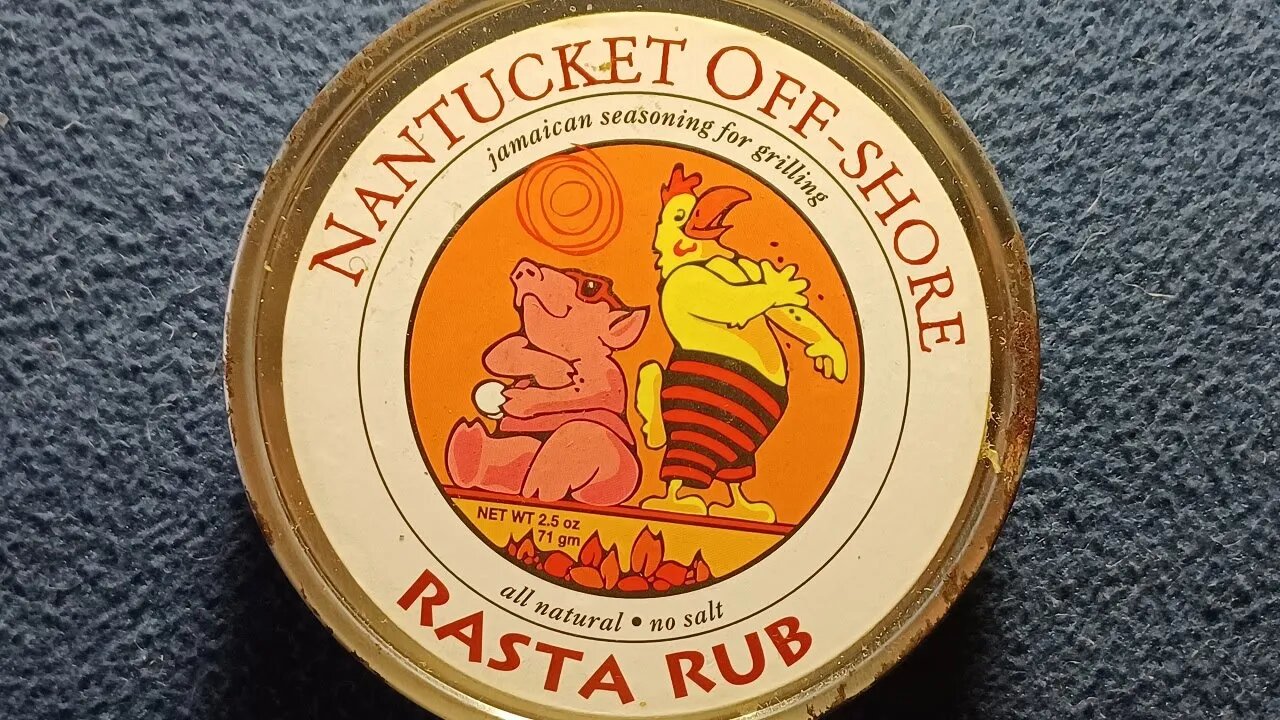 NANTUCKET OFF-SHORE
jamaican seasoning for grilling
NET WT 2.5 oz
71 gm
all natural • no salt
RASTA RUB